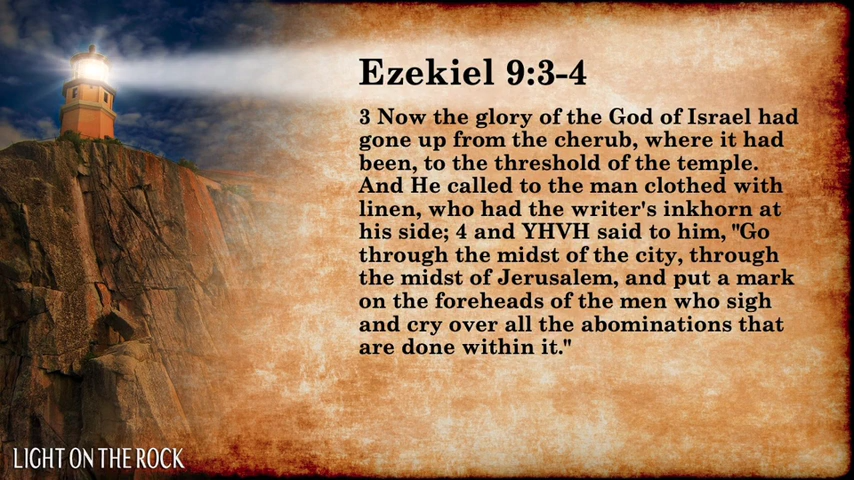 Ezekiel 9:3-4
3 Now the glory of the God of Israel had
gone up from the cherub, where it had
been, to the threshold of the temple.
And He called to the man clothed with
linen, who had the writer's inkhorn at
his side; 4 and YHVH said to him, "Go
through the midst of the city, through
the midst of Jerusalem, and put a mark
on the foreheads of the men who sigh
and cry over all the abominations that
are done within it."
LIGHT ON THE ROCK